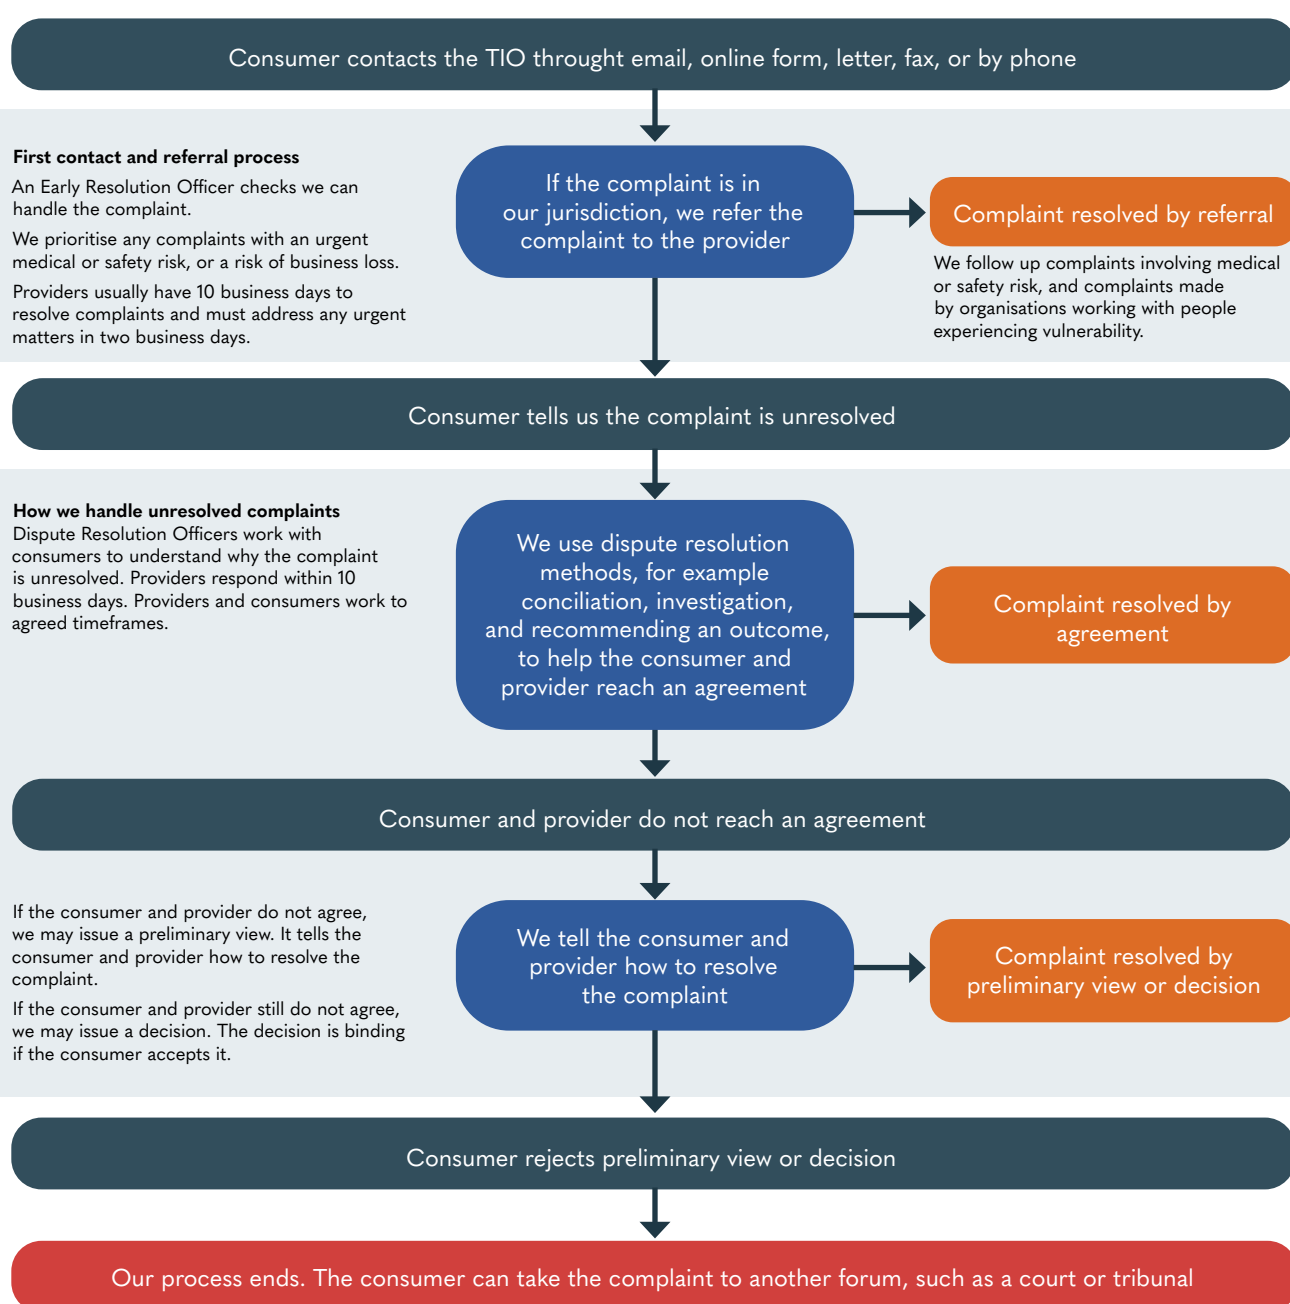 Consumer contacts the TIO throught email, online form, letter, fax, or by phone
First contact and referral process
An Early Resolution Officer checks we can
handle the complaint.
We prioritise any complaints with an urgent
medical or safety risk, or a risk of business loss.
Providers usually have 10 business days to
resolve complaints and must address any urgent
matters in two business days.
If the complaint is in
our jurisdiction, we refer the
complaint to the provider
Complaint resolved by referral
We follow up complaints involving medical
or safety risk, and complaints made
by organisations working with people
experiencing vulnerability.
Consumer tells us the complaint is unresolved
How we handle unresolved complaints
Dispute Resolution Officers work with
consumers to understand why the complaint
is unresolved. Providers respond within 10
business days. Providers and consumers work to
agreed timeframes.
We use dispute resolution
methods, for example
conciliation, investigation,
and recommending an outcome,
to help the consumer and
provider reach an agreement
Complaint resolved by
agreement
Consumer and provider do not reach an agreement
If the consumer and provider do not agree,
we may issue a preliminary view. It tells the
consumer and provider how to resolve the
complaint.
If the consumer and provider still do not agree,
we may issue a decision. The decision is binding
if the consumer accepts it.
We tell the consumer and
provider how to resolve
the complaint
Complaint resolved by
preliminary view or decision
Consumer rejects preliminary view or decision
Our process ends. The consumer can take the complaint to another forum, such as a court or tribunal